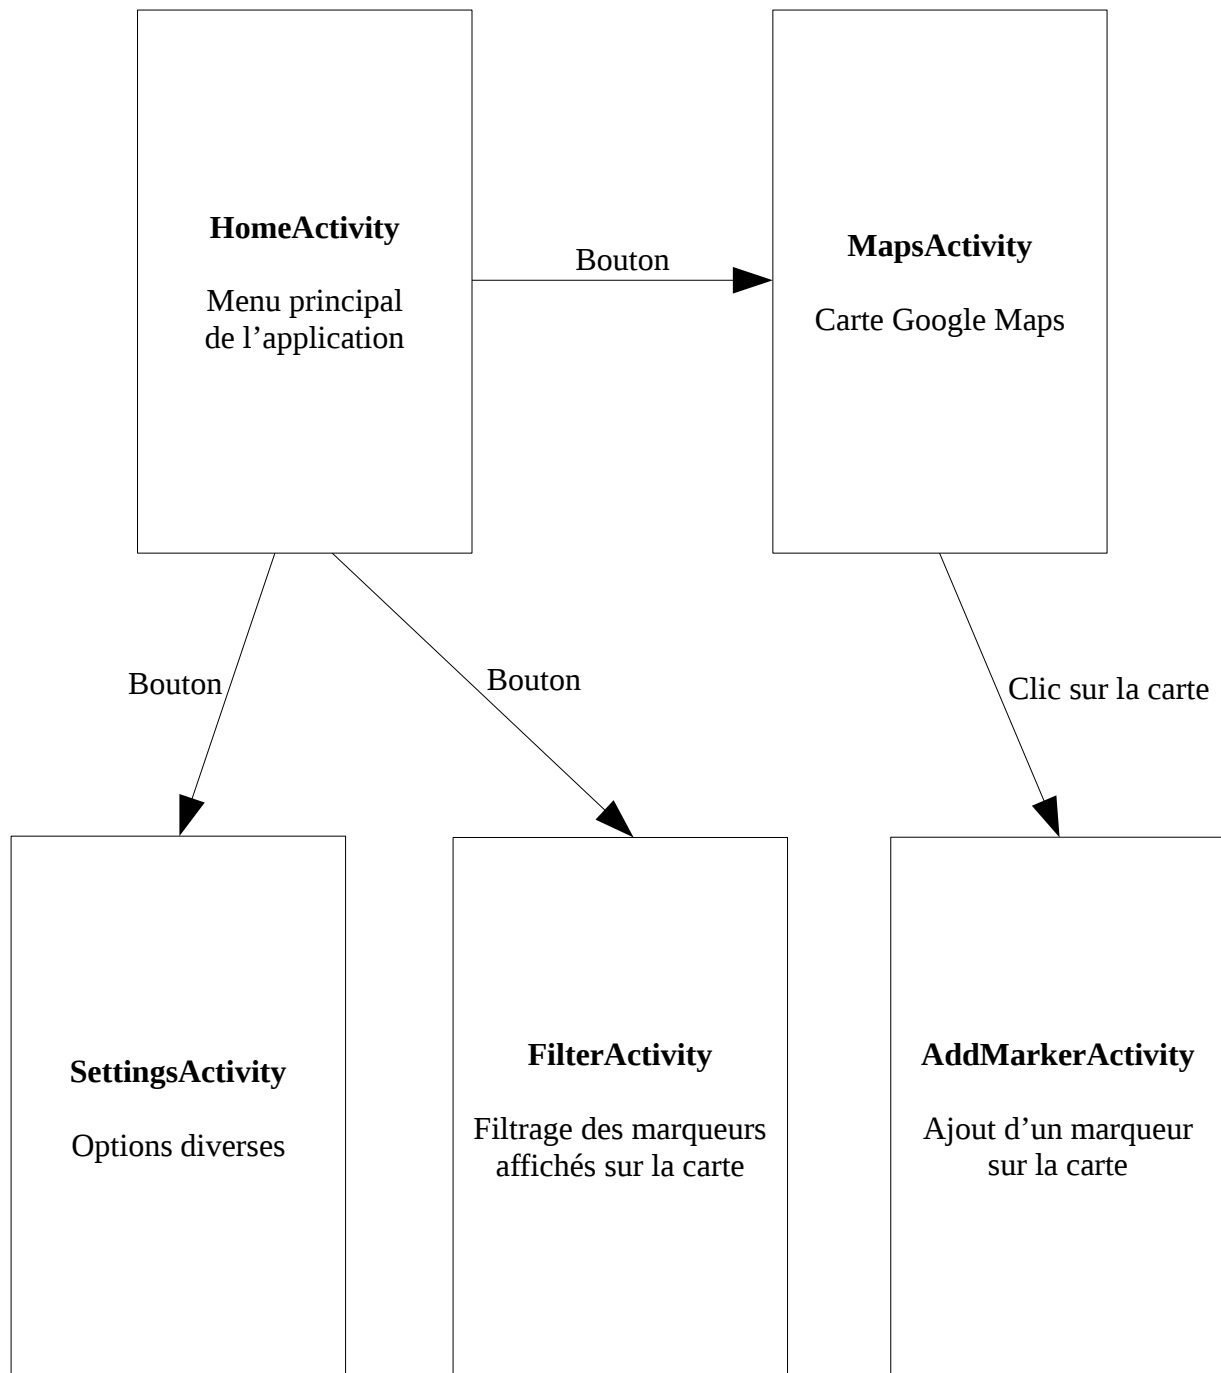 HomeActivity
Menu principal
de l’application
Bouton
MapsActivity
Carte Google Maps
Bouton
Bouton
Clic sur la carte
SettingsActivity
Options diverses
FilterActivity
Filtrage des marqueurs
affichés sur la carte
AddMarkerActivity
Ajout d’un marqueur
sur la carte